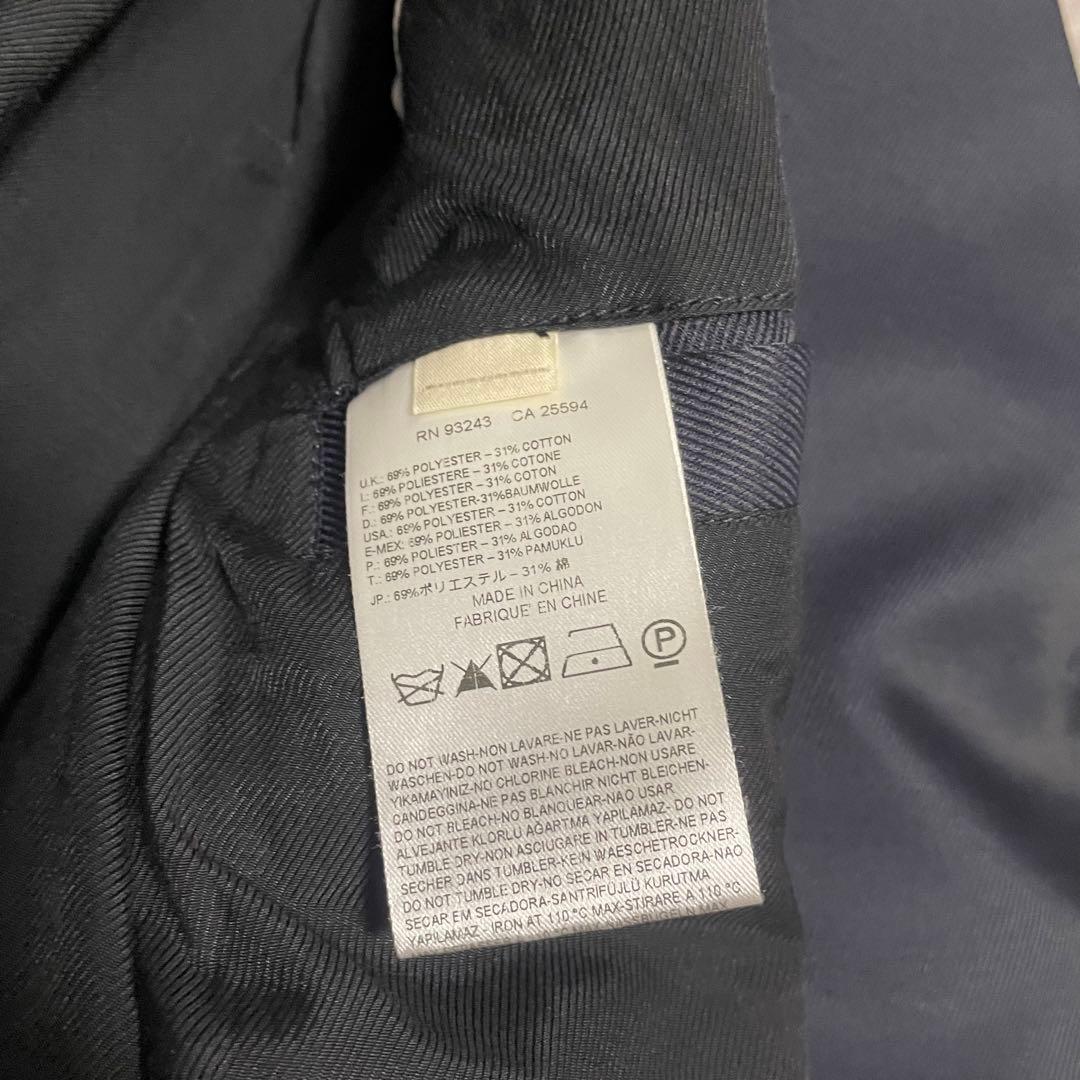 RN 93243 CA 25594
U.K.: 69% POLYESTER – 31% COTTON
I.: 69% POLIESTERE – 31% COTONE
F.: 69% POLYESTER – 31% COTON
D.: 69% POLYESTER-31%BAUMWOLLE
USA.: 69% POLYESTER – 31% COTTON
E-MEX: 69% POLIESTER – 31% ALGODON
P.: 69% POLIESTER – 31% ALGODAO
T.: 69% POLYESTER – 31% PAMUKLU
JP.: 69%ポリエステル – 31% 綿
MADE IN CHINA
FABRIQUE' EN CHINE
P
DO NOT WASH-NON LAVARE-NE PAS LAVER-NICHT
WASCHEN-DO NOT WASH-NO LAVAR-NÃO LAVAR-
YIKAMAYINIZ-NO CHLORINE BLEACH-NON USARE
CANDEGGINA-NE PAS BLANCHIR NICHT BLEICHEN-
DO NOT BLEACH-NO BLANQUEAR-NAO USAR
ALVEJANTE KLORLU AĞARTMA YAPILAMAZ- DO NOT
TUMBLE DRY-NON ASCIUGARE IN TUMBLER-NE PAS
SECHER DANS TUMBLER-KEIN WAESCHETROCKNER-
DO NOT TUMBLE DRY-NO SECAR EN SECADORA-NAO
SECAR EM SECADORA-SANTRIFÜJLÜ KURUTMA
YAPILAMAZ - IRON AT 110.°C MAX-STIRARE A 110.°C